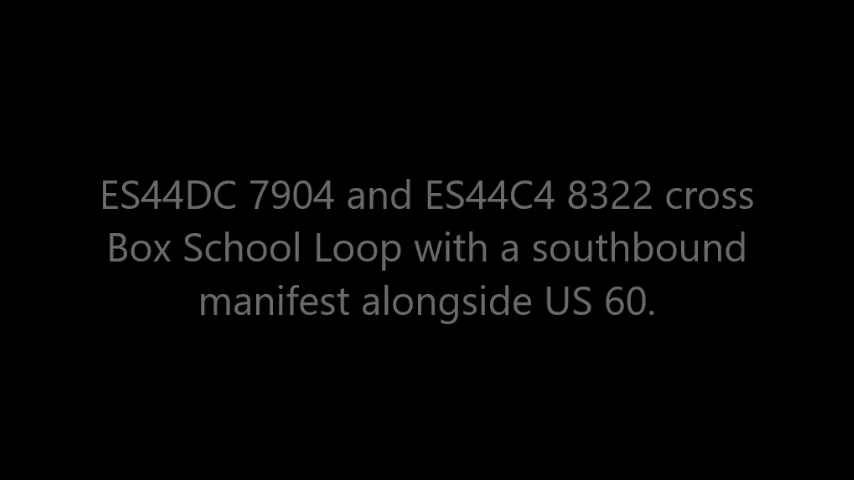 ES44DC 7904 and ES44C4 8322 cross
Box School Loop with a southbound
manifest alongside US 60.